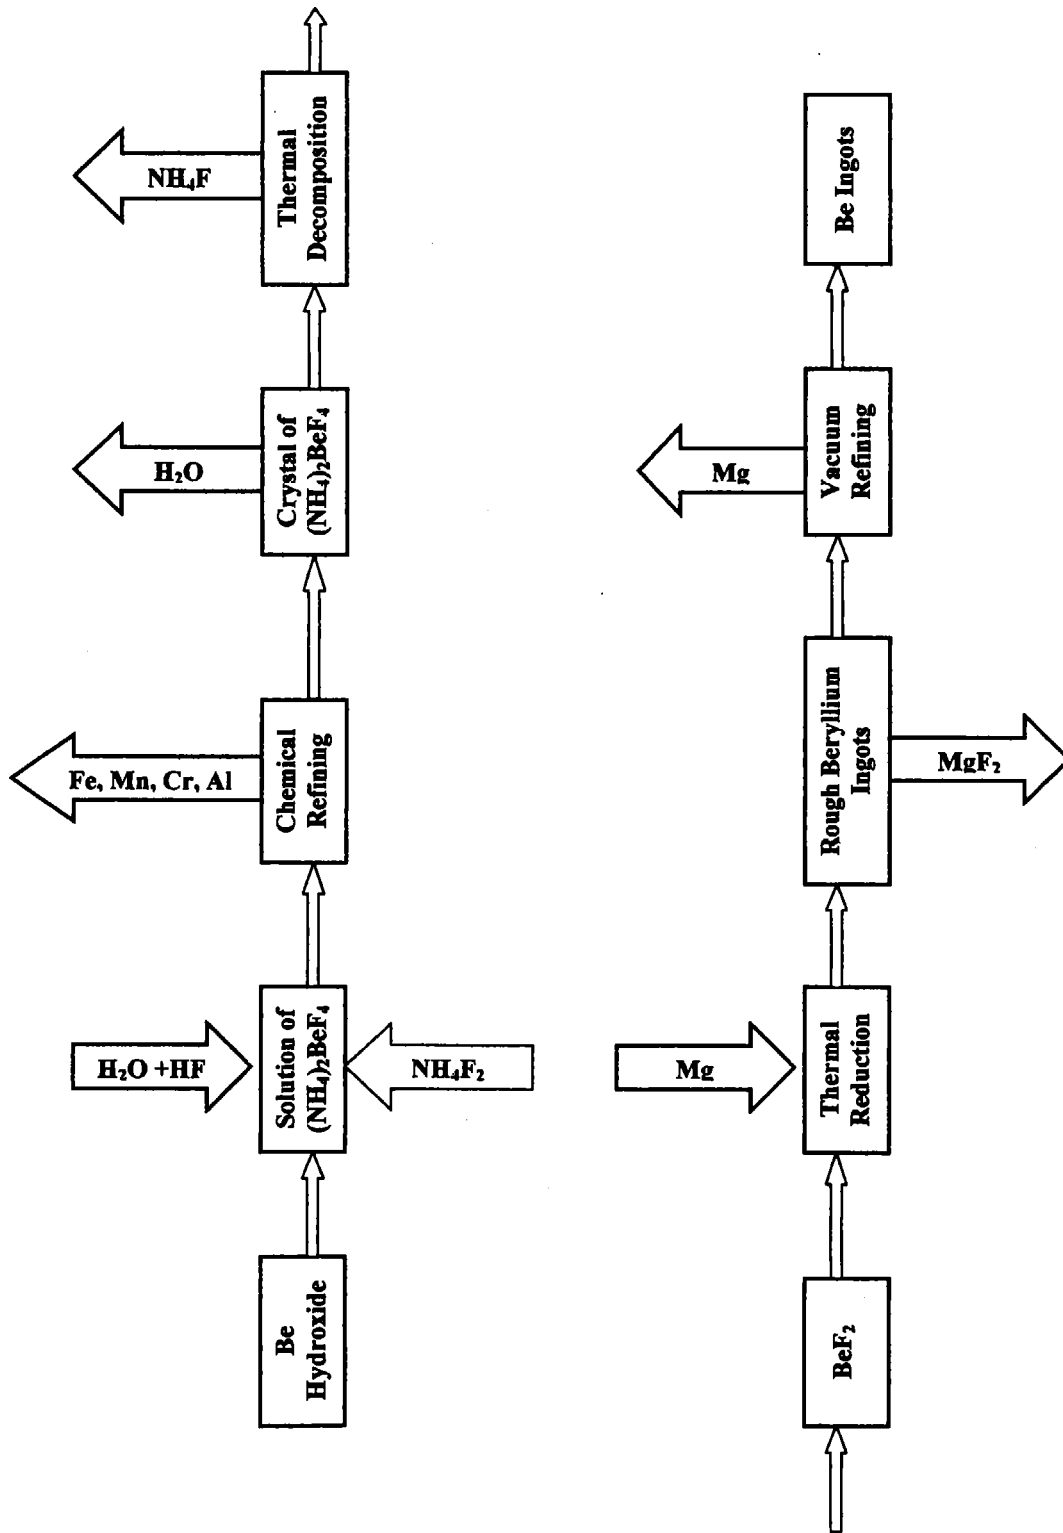 Be
Hydroxide
H₂O +HF
Solution of
(NH₄)₂BeF₄
NH₄F₂
Fe, Mn, Cr, Al
Chemical
Refining
H₂O
Crystal of
(NH₄)₂BeF₄
NH₄F
Thermal
Decomposition
BeF₂
Mg
Thermal
Reduction
Rough Beryllium
Ingots
MgF₂
Mg
Vacuum
Refining
Be Ingots